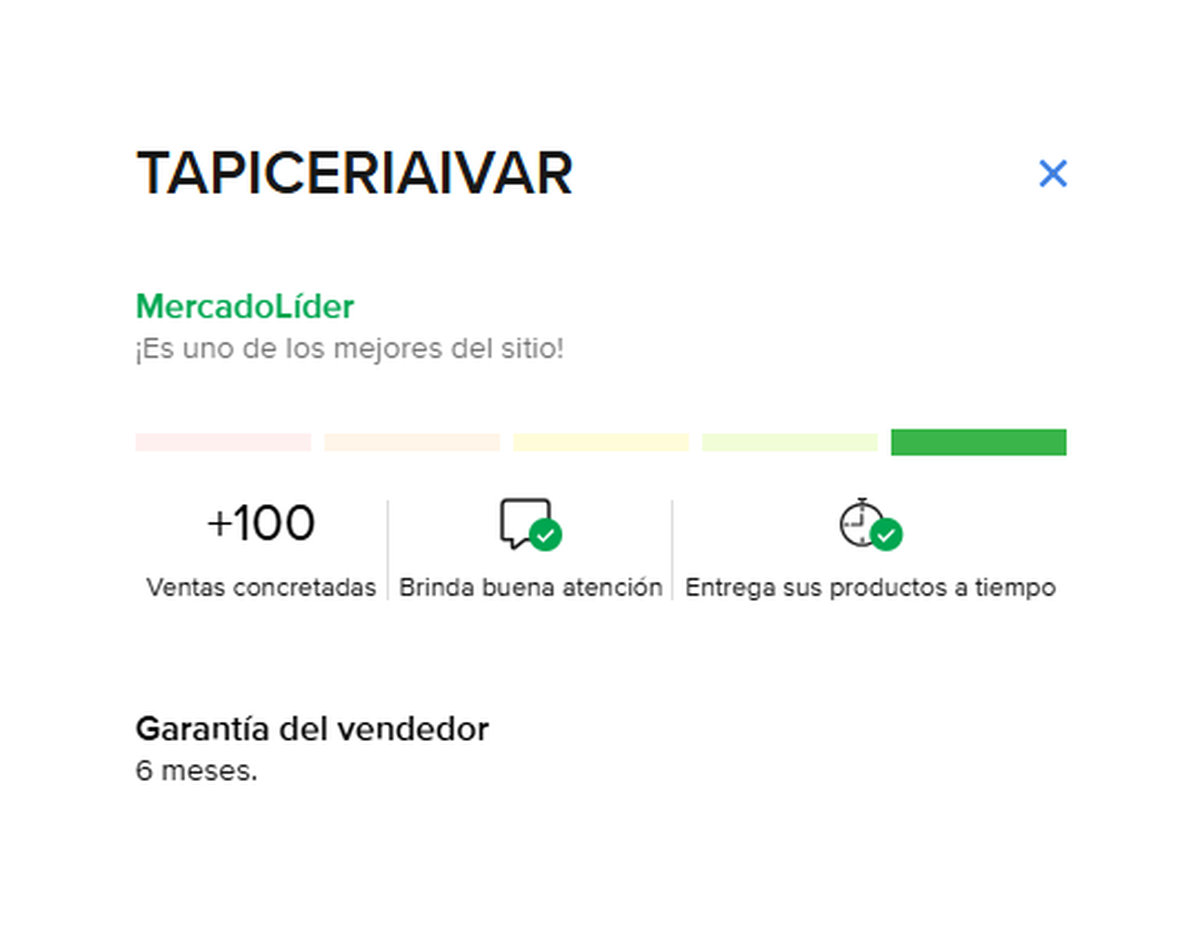 TAPICERIAIVAR
MercadoLíder
¡Es uno de los mejores del sitio!
+100
Ventas concretadas
Brinda buena atención
Entrega sus productos a tiempo
Garantía del vendedor
6 meses.